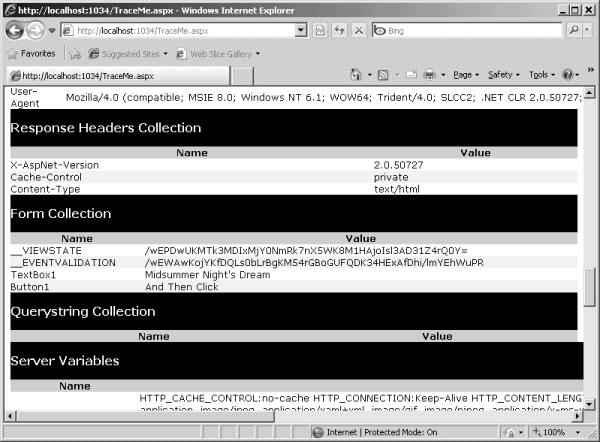 http://localhost:1034/TraceMe.aspx - Windows Internet Explorer
http://localhost:1034/TraceMe.aspx
Bing
Favorites Suggested Sites Web Slice Gallery
http://localhost:1034/TraceMe.aspx
Page Safety Tools
User-Agent Mozilla/4.0 (compatible; MSIE 8.0; Windows NT 6.1; WOW64; Trident/4.0; SLCC2; .NET CLR 2.0.50727;
Response Headers Collection
Name Value
X-AspNet-Version 2.0.50727
Cache-Control private
Content-Type text/html
Form Collection
Name Value
__VIEWSTATE /wEPDwUKMTk3MDIxMjY0NmRk7nX5WK8M1HAjoIsl3AD31Z4rQ0Y=
__EVENTVALIDATION /wEWAwKojYKfDQLs0bLrBgKM54rGBoGUFQDK34HExAfDhi/lmYEhWuPR
TextBox1 Midsummer Night's Dream
Button1 And Then Click
Querystring Collection
Name Value
Server Variables
Name
HTTP_CACHE_CONTROL:no-cache HTTP_CONNECTION:Keep-Alive HTTP_CONTENT_LENG
Internet | Protected Mode: On 100%